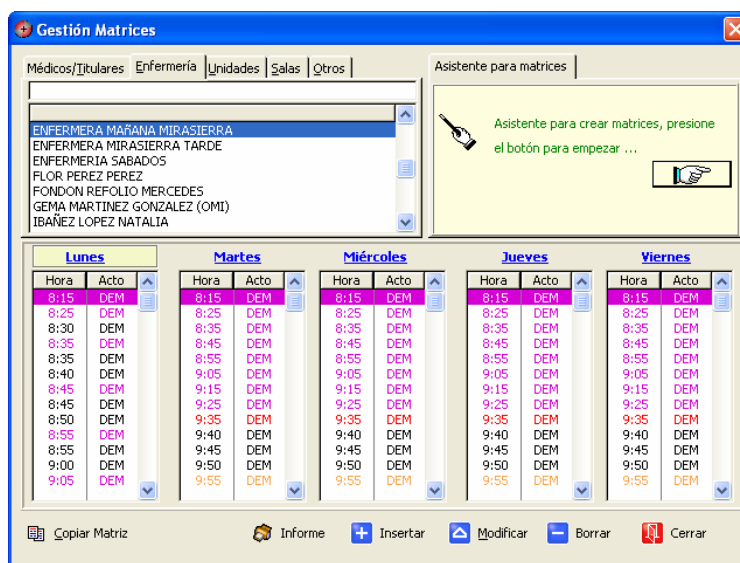 Gestión Matrices
Médicos/Titulares Enfermería Unidades Salas Otros
Asistente para matrices
ENFERMERA MAñANA MIRASIERRA
ENFERMERA MIRASIERRA TARDE
ENFERMERIA SABADOS
FLOR PEREZ PEREZ
FONDON REFOLIO MERCEDES
GEMA MARTINEZ GONZALEZ (OMI)
IBAÑEZ LOPEZ NATALIA
Asistente para crear matrices, presione
el botón para empezar ...
Lunes Martes Miércoles Jueves Viernes
Hora Acto Hora Acto Hora Acto Hora Acto Hora Acto
8:15 DEM 8:15 DEM 8:15 DEM 8:15 DEM 8:15 DEM
8:25 DEM 8:25 DEM 8:25 DEM 8:25 DEM 8:25 DEM
8:30 DEM 8:35 DEM 8:35 DEM 8:35 DEM 8:35 DEM
8:35 DEM 8:45 DEM 8:45 DEM 8:45 DEM 8:45 DEM
8:35 DEM 8:55 DEM 8:55 DEM 8:55 DEM 8:55 DEM
8:40 DEM 9:05 DEM 9:05 DEM 9:05 DEM 9:05 DEM
8:45 DEM 9:15 DEM 9:15 DEM 9:15 DEM 9:15 DEM
8:45 DEM 9:25 DEM 9:25 DEM 9:25 DEM 9:25 DEM
8:50 DEM 9:35 DEM 9:35 DEM 9:35 DEM 9:35 DEM
8:55 DEM 9:40 DEM 9:40 DEM 9:40 DEM 9:40 DEM
8:55 DEM 9:45 DEM 9:45 DEM 9:45 DEM 9:45 DEM
9:00 DEM 9:50 DEM 9:50 DEM 9:50 DEM 9:50 DEM
9:05 DEM 9:55 DEM 9:55 DEM 9:55 DEM 9:55 DEM
Copiar Matriz Informe Insertar Modificar Borrar Cerrar